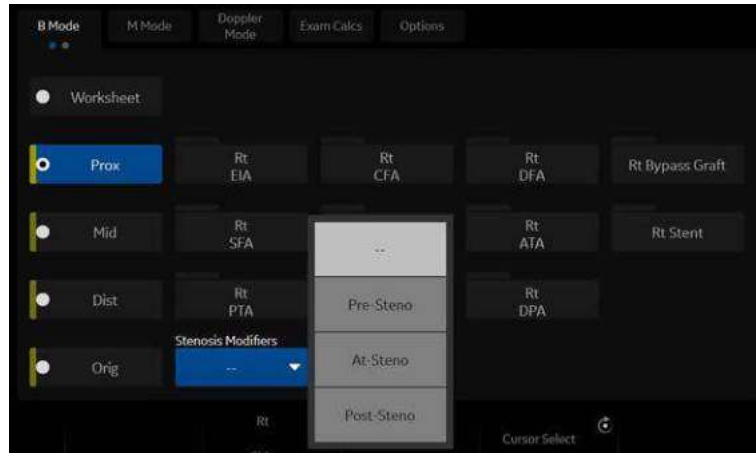 B Mode
M Mode
Doppler
Mode
Exam Calcs
Options
Worksheet
Prox
Rt
EIA
Rt
CFA
Rt
DFA
Rt Bypass Graft
Mid
Rt
SFA
--
Rt
ATA
Rt Stent
Dist
Rt
PTA
Pre-Steno
Rt
DPA
Stenosis Modifiers
Orig
--
At-Steno
Post-Steno
Rt
Cursor Select